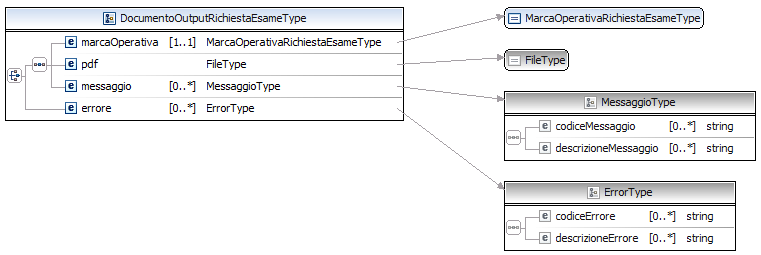 DocumentoOutputRichiestaEsameType
e marcaOperativa [1..1] MarcaOperativaRichiestaEsameType
e pdf FileType
e messaggio [0..*] MessaggioType
e errore [0..*] ErrorType
MarcaOperativaRichiestaEsameType
FileType
MessaggioType
e codiceMessaggio [0..*] string
e descrizioneMessaggio [0..*] string
ErrorType
e codiceErrore [0..*] string
e descrizioneErrore [0..*] string